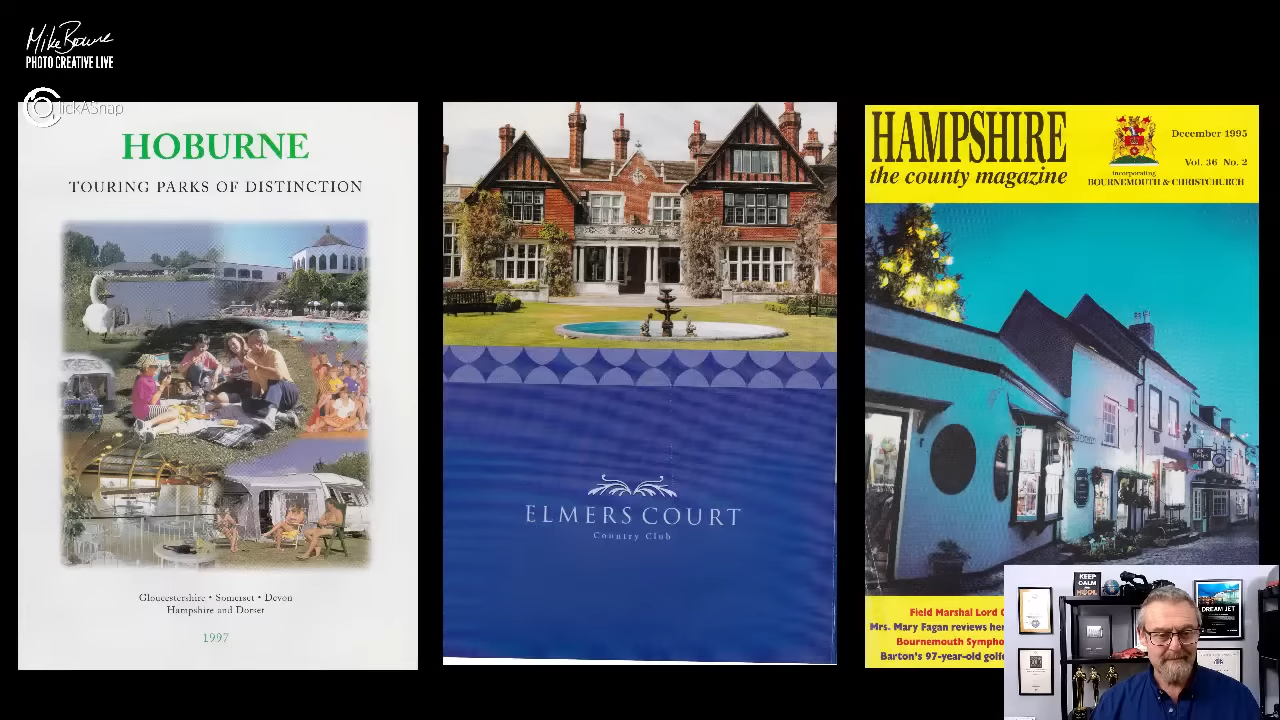 Mike Browne
PHOTO CREATIVE LIVE
lickASnap
HOBURNE
TOURING PARKS OF DISTINCTION
Gloucestershire • Somerset • Devon
Hampshire and Dorset
1997
ELMERS COURT
Country Club
HAMPSHIRE
the county magazine
December 1995
Vol. 36 No. 2
incorporating
BOURNEMOUTH & CHRISTCHURCH
Field Marshal Lord
Mrs. Mary Fagan reviews her
Bournemouth Sympho
Barton's 97-year-old golfe
KEEP
CALM
DREAM JET